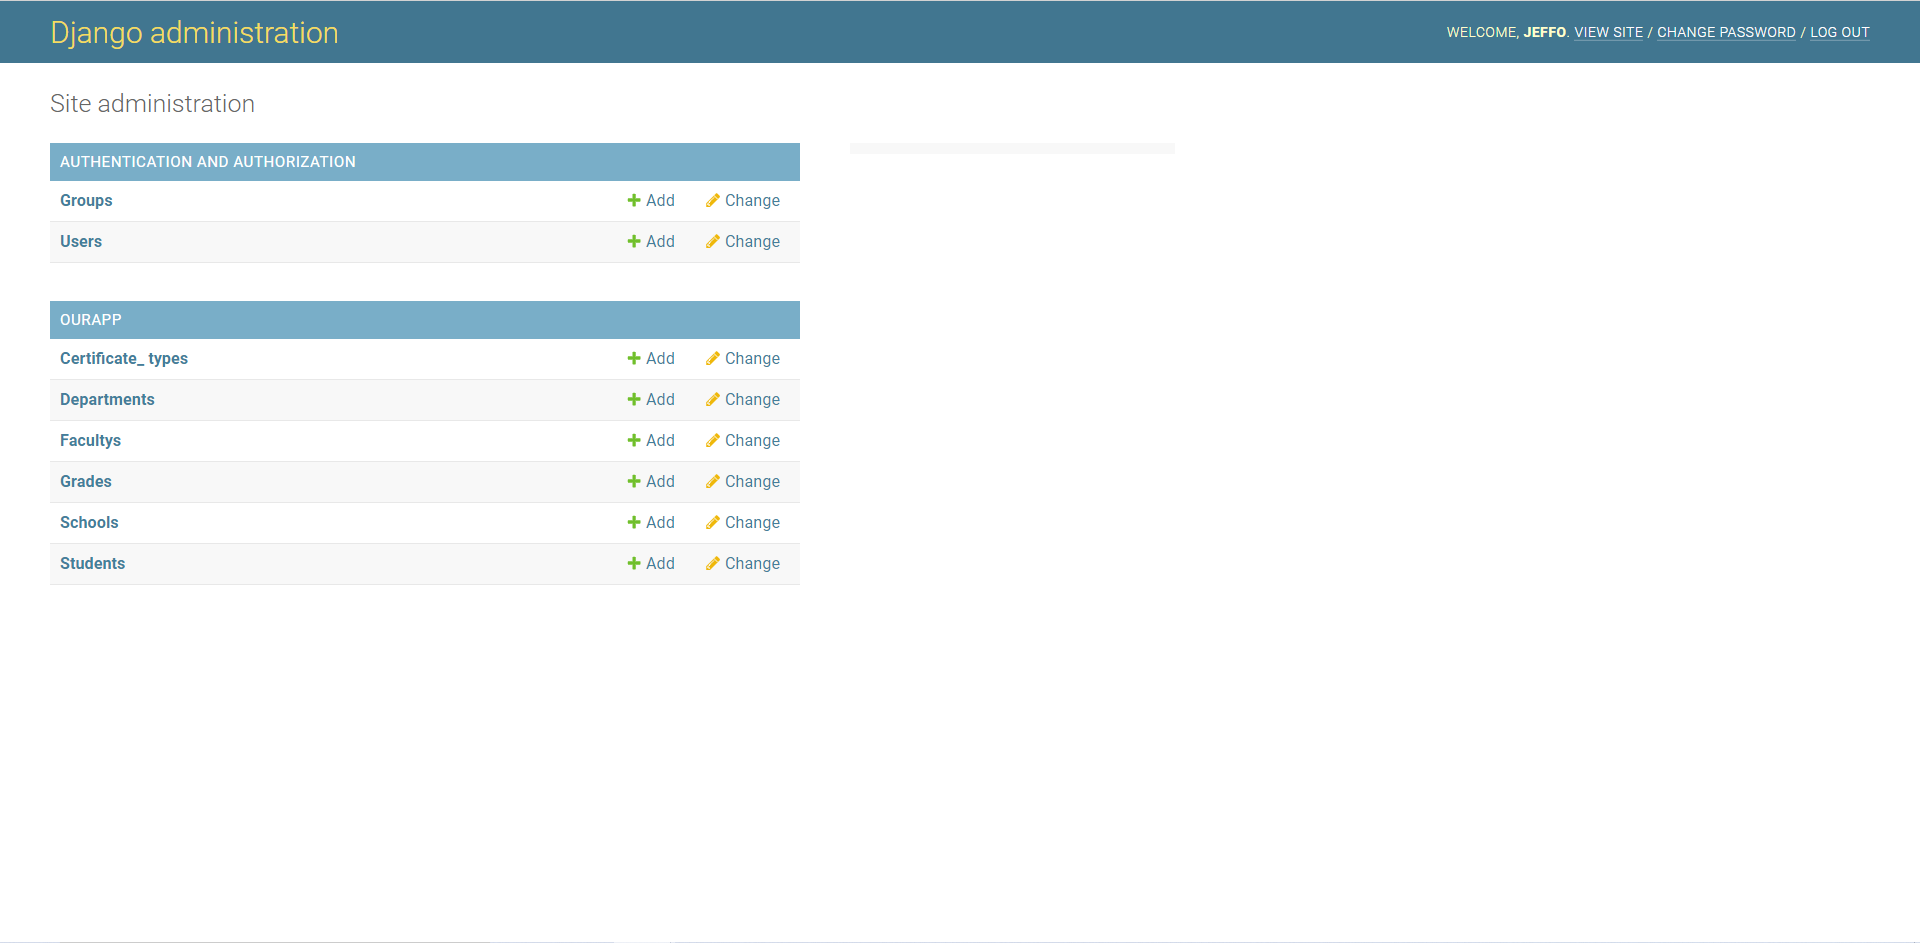 Django administration
WELCOME, JEFFO. VIEW SITE / CHANGE PASSWORD / LOG OUT
Site administration
AUTHENTICATION AND AUTHORIZATION
Groups Add Change
Users Add Change
OURAPP
Certificate_ types Add Change
Departments Add Change
Facultys Add Change
Grades Add Change
Schools Add Change
Students Add Change